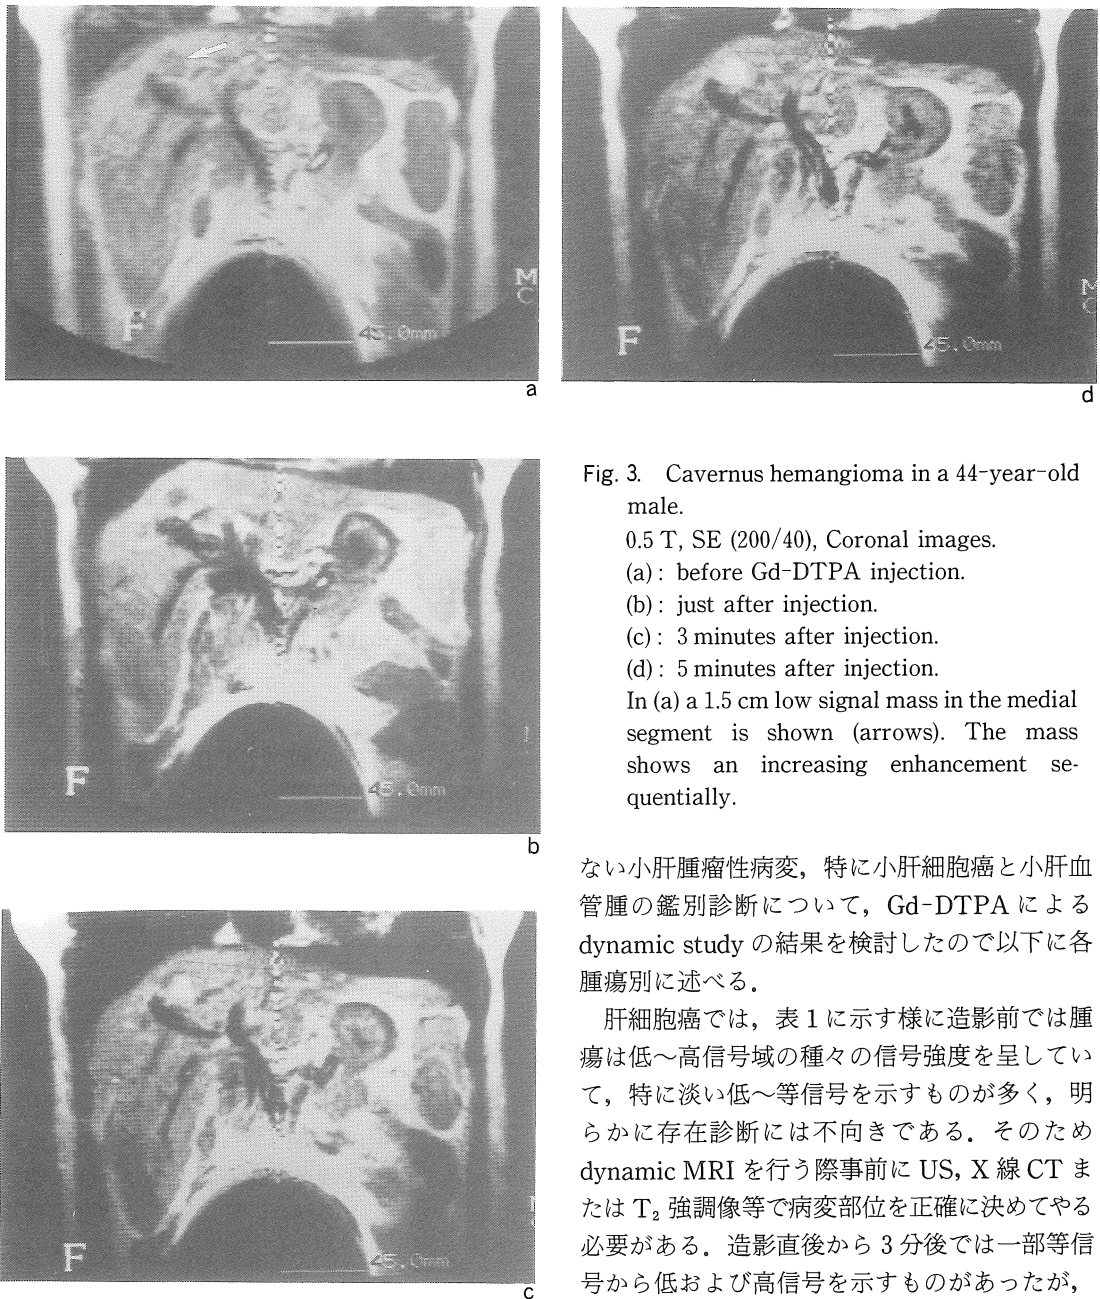 M
C
F
45.0mm
a
M
C
F
45.0mm
d
F
45.0mm
b
F
45.0mm
c
Fig. 3. Cavernus hemangioma in a 44-year-old
male.
0.5 T, SE (200/40), Coronal images.
(a) : before Gd-DTPA injection.
(b) : just after injection.
(c) : 3 minutes after injection.
(d) : 5 minutes after injection.
In (a) a 1.5 cm low signal mass in the medial
segment is shown (arrows). The mass
shows an increasing enhancement se-
quentially.
ない小肝腫瘤性病変，特に小肝細胞癌と小肝血
管腫の鑑別診断について，Gd-DTPA による
dynamic study の結果を検討したので以下に各
腫瘍別に述べる．
肝細胞癌では，表 1 に示す様に造影前では腫
瘍は低〜高信号域の種々の信号強度を呈してい
て，特に淡い低〜等信号を示すものが多く，明
らかに存在診断には不向きである．そのため
dynamic MRI を行う際事前に US, X 線 CT ま
たは T₂ 強調像等で病変部位を正確に決めてやる
必要がある．造影直後から 3 分後では一部等信
号から低および高信号を示すものがあったが，